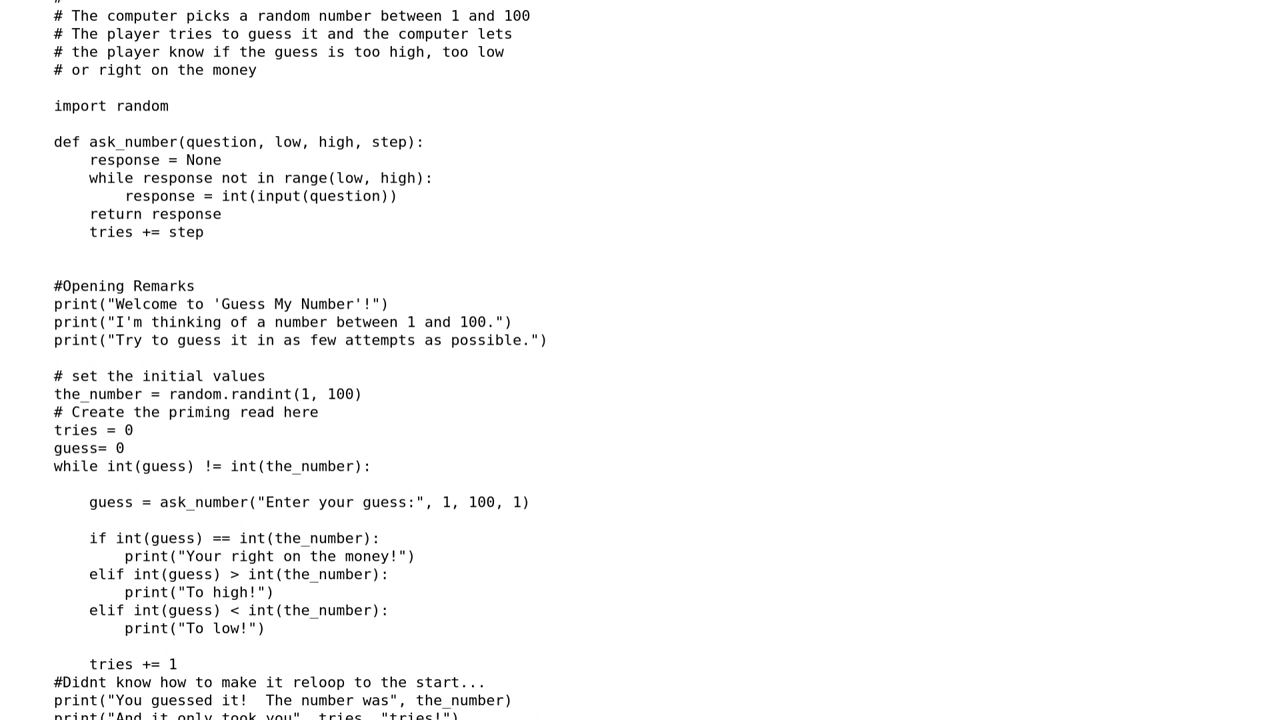 #
# The computer picks a random number between 1 and 100
# The player tries to guess it and the computer lets
# the player know if the guess is too high, too low
# or right on the money

import random

def ask_number(question, low, high, step):
    response = None
    while response not in range(low, high):
        response = int(input(question))
    return response
    tries += step


#Opening Remarks
print("Welcome to 'Guess My Number'!")
print("I'm thinking of a number between 1 and 100.")
print("Try to guess it in as few attempts as possible.")

# set the initial values
the_number = random.randint(1, 100)
# Create the priming read here
tries = 0
guess= 0
while int(guess) != int(the_number):

    guess = ask_number("Enter your guess:", 1, 100, 1)

    if int(guess) == int(the_number):
        print("Your right on the money!")
    elif int(guess) > int(the_number):
        print("To high!")
    elif int(guess) < int(the_number):
        print("To low!")

    tries += 1
#Didnt know how to make it reloop to the start...
print("You guessed it!  The number was", the_number)
print("And it only took you", tries, "tries!")